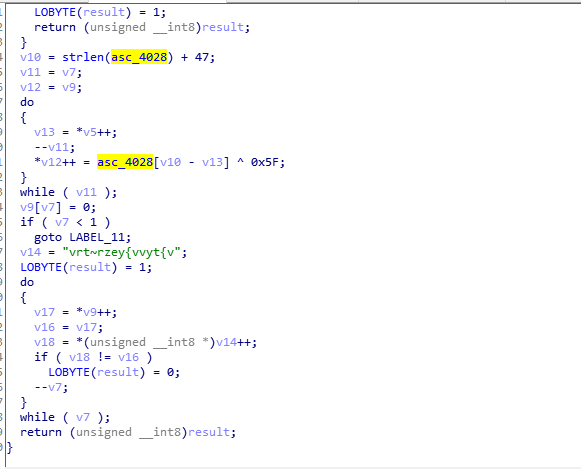 LOBYTE(result) = 1;
return (unsigned __int8)result;
}
v10 = strlen(asc_4028) + 47;
v11 = v7;
v12 = v9;
do
{
v13 = *v5++;
--v11;
*v12++ = asc_4028[v10 - v13] ^ 0x5F;
}
while ( v11 );
v9[v7] = 0;
if ( v7 < 1 )
goto LABEL_11;
v14 = "vrt~rzey{vvyt{v";
LOBYTE(result) = 1;
do
{
v17 = *v9++;
v16 = v17;
v18 = *(unsigned __int8 *)v14++;
if ( v18 != v16 )
LOBYTE(result) = 0;
--v7;
}
while ( v7 );
return (unsigned __int8)result;
}